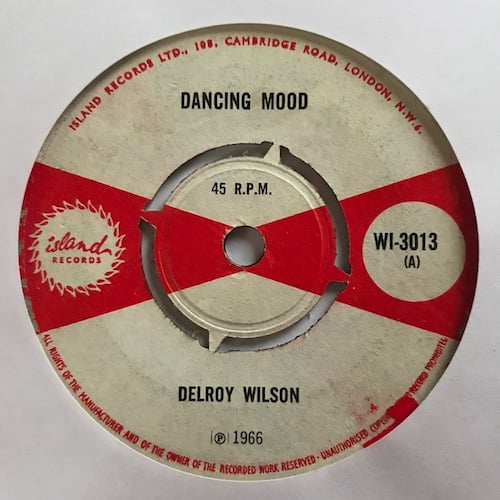 ISLAND RECORDS LTD., 108, CAMBRIDGE ROAD, LONDON, N.W.6.
DANCING MOOD
45 R.P.M.
island
RECORDS
WI-3013
(A)
DELROY WILSON
Ⓟ 1966
ALL RIGHTS OF THE MANUFACTURER AND OF THE OWNER OF THE RECORDED WORK RESERVED - UNAUTHORISED RECORD PROHIBITED